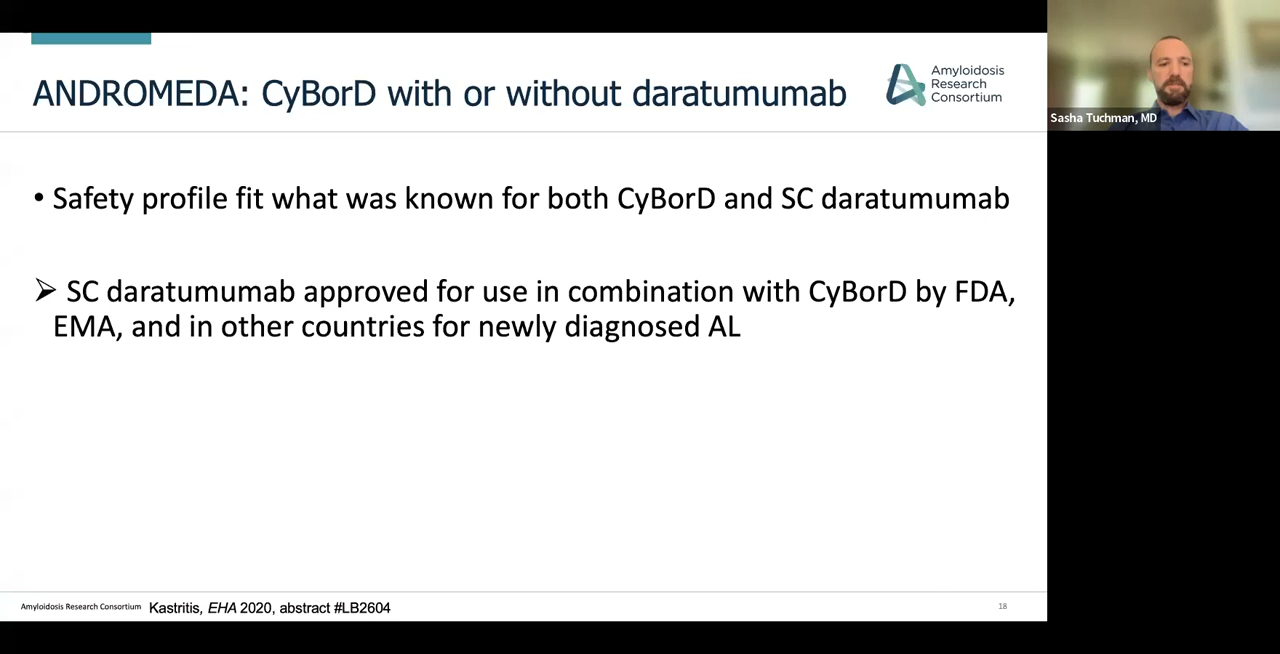 ANDROMEDA: CyBorD with or without daratumumab
Amyloidosis
Research
Consortium
Sasha Tuchman, MD
• Safety profile fit what was known for both CyBorD and SC daratumumab
➢ SC daratumumab approved for use in combination with CyBorD by FDA,
EMA, and in other countries for newly diagnosed AL
Amyloidosis Research Consortium Kastritis, EHA 2020, abstract #LB2604
18